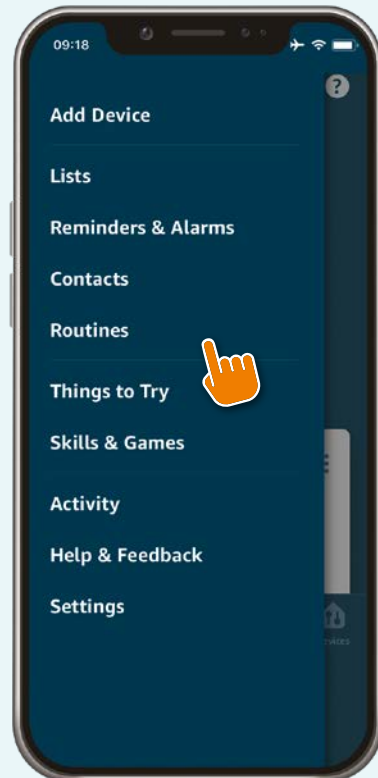 09:18
?
Add Device
Lists
Reminders & Alarms
Contacts
Routines
Things to Try
Skills & Games
Activity
Help & Feedback
Settings